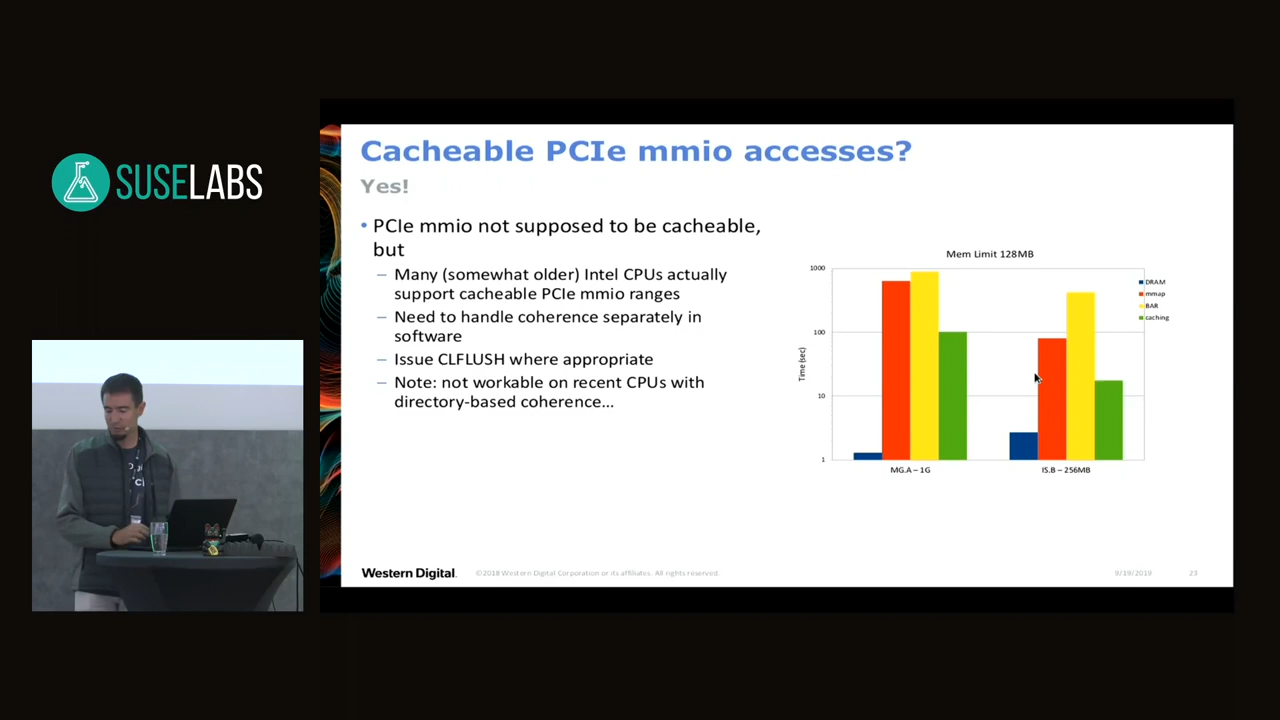 SUSELABS
Cacheable PCIe mmio accesses?
Yes!
• PCIe mmio not supposed to be cacheable,
but
– Many (somewhat older) Intel CPUs actually
support cacheable PCIe mmio ranges
– Need to handle coherence separately in
software
– Issue CLFLUSH where appropriate
– Note: not workable on recent CPUs with
directory-based coherence…
Mem Limit 128MB
1000
100
10
1
Time (sec)
MG.A – 1G
IS.B – 256MB
DRAM
mmap
BAR
caching
Western Digital.
©2018 Western Digital Corporation or its affiliates. All rights reserved.
9/19/2019
23